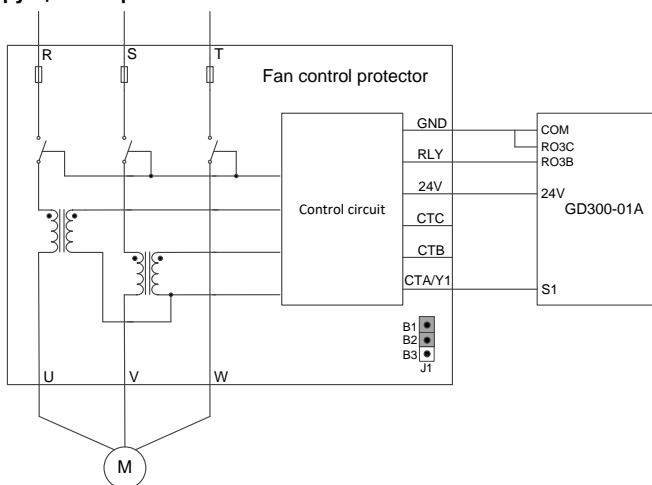 R S T
Fan control protector
GND
COM
RO3C
RLY
RO3B
24V
24V
GD300-01A
Control circuit
CTC
CTB
CTA/Y1
S1
B1
B2
B3
J1
U V W
M